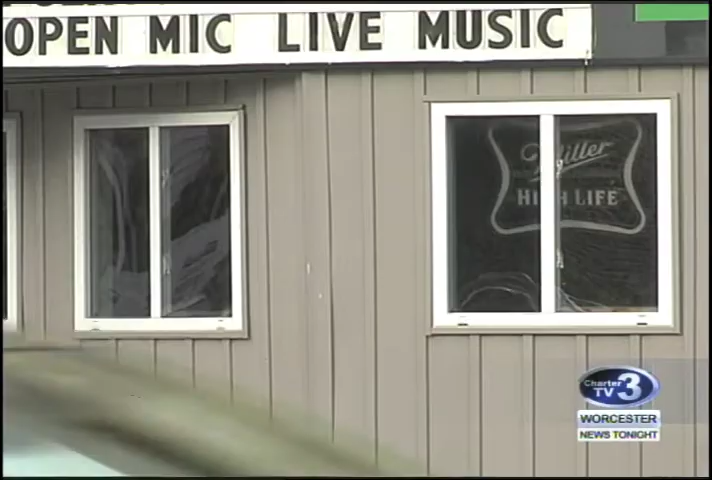 OPEN MIC LIVE MUSIC
Miller
HIGH LIFE
Charter
TV 3
WORCESTER
NEWS TONIGHT